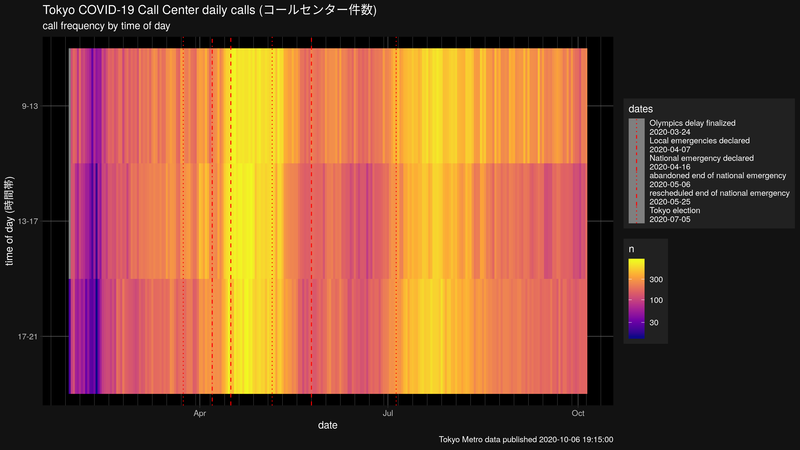 Tokyo COVID-19 Call Center daily calls (コールセンター件数)
call frequency by time of day
time of day (時間帯)
9-13
13-17
17-21
Apr
Jul
Oct
date
dates
Olympics delay finalized
2020-03-24
Local emergencies declared
2020-04-07
National emergency declared
2020-04-16
abandoned end of national emergency
2020-05-06
rescheduled end of national emergency
2020-05-25
Tokyo election
2020-07-05
n
300
100
30
Tokyo Metro data published 2020-10-06 19:15:00